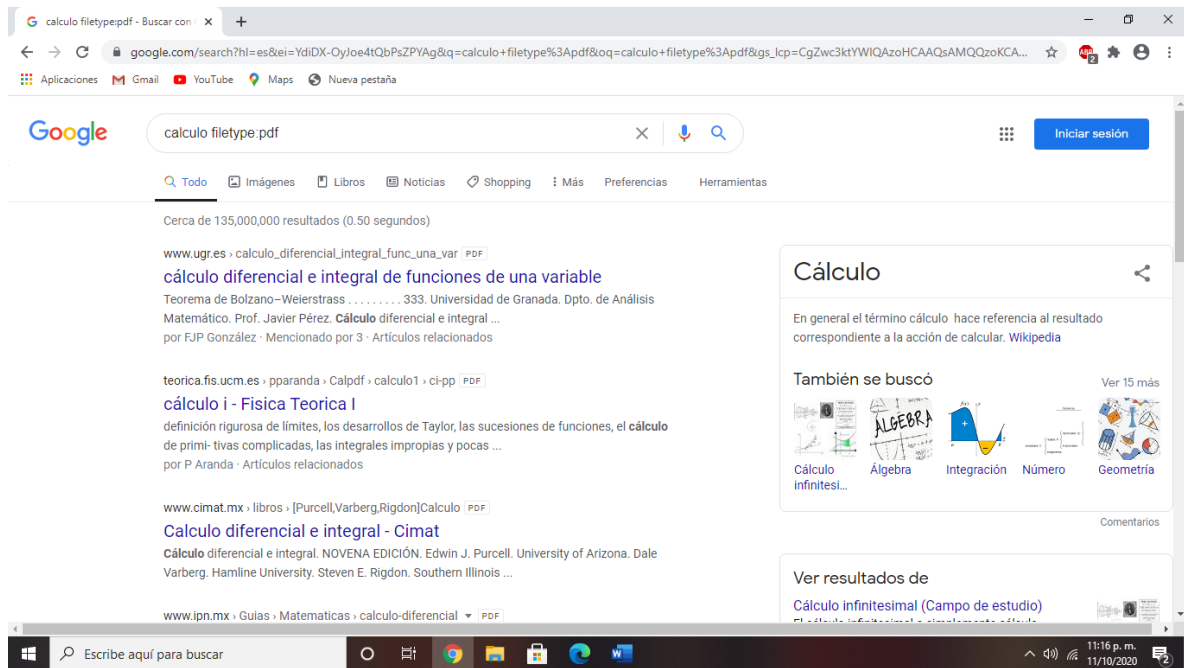 calculo filetype:pdf - Buscar con
google.com/search?hl=es&ei=YdiDX-OyJoe4tQbPsZPYAg&q=calculo+filetype%3Apdf&oq=calculo+filetype%3Apdf&gs_lcp=CgZwc3ktYWIQAzoHCAAQsAMQQzoKCA...
ABP 2
Aplicaciones Gmail YouTube Maps Nueva pestaña
Google
calculo filetype:pdf
Iniciar sesión
Todo Imágenes Libros Noticias Shopping Más Preferencias Herramientas
Cerca de 135,000,000 resultados (0.50 segundos)
www.ugr.es › calculo_diferencial_integral_func_una_var PDF
cálculo diferencial e integral de funciones de una variable
Teorema de Bolzano–Weierstrass . . . . . . . . . 333. Universidad de Granada. Dpto. de Análisis
Matemático. Prof. Javier Pérez. Cálculo diferencial e integral ...
por FJP González · Mencionado por 3 · Artículos relacionados
teorica.fis.ucm.es › pparanda › Calpdf › calculo1 › ci-pp PDF
cálculo i - Fisica Teorica I
definición rigurosa de límites, los desarrollos de Taylor, las sucesiones de funciones, el cálculo
de primi- tivas complicadas, las integrales impropias y pocas ...
por P Aranda · Artículos relacionados
www.cimat.mx › libros › [Purcell,Varberg,Rigdon]Calculo PDF
Calculo diferencial e integral - Cimat
Cálculo diferencial e integral. NOVENA EDICIÓN. Edwin J. Purcell. University of Arizona. Dale
Varberg. Hamline University. Steven E. Rigdon. Southern Illinois ...
www.ipn.mx › Guias › Matematicas › calculo-diferencial PDF
Cálculo
En general el término cálculo hace referencia al resultado
correspondiente a la acción de calcular. Wikipedia
También se buscó
Ver 15 más
ALGEBRA
Cálculo
infinitesi...
Álgebra
Integración
Número
Geometría
Comentarios
Ver resultados de
Cálculo infinitesimal (Campo de estudio)
Escribe aquí para buscar
11:16 p. m.
11/10/2020
2